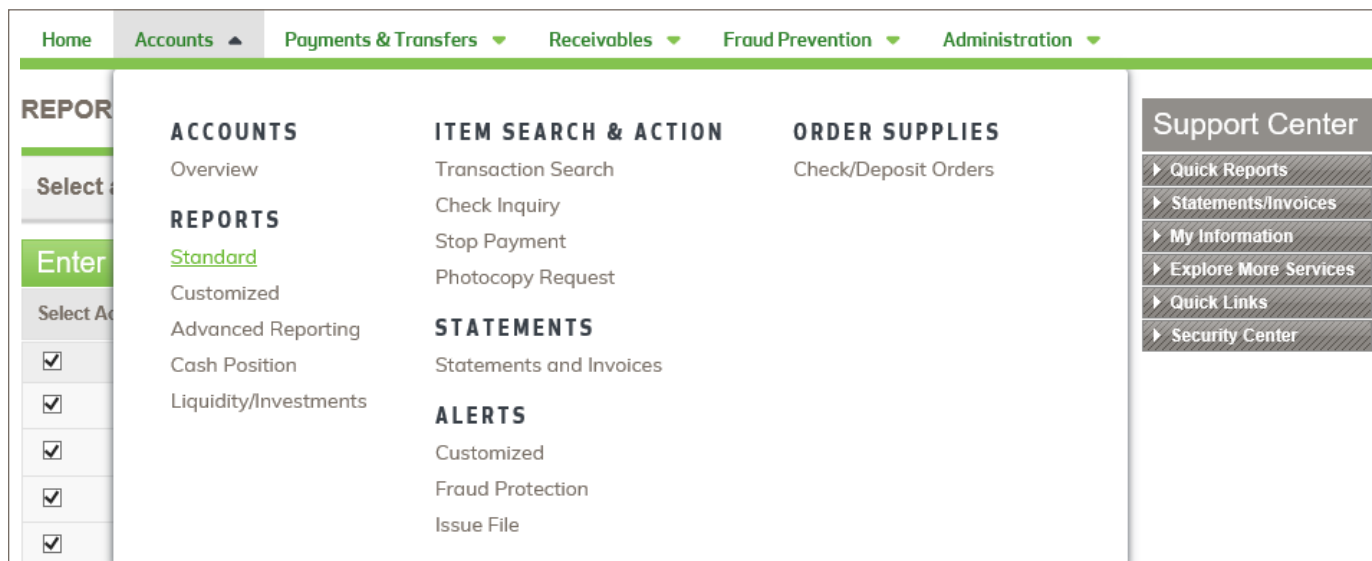 Home Accounts Payments & Transfers Receivables Fraud Prevention Administration
REPOR
Select
Enter
Select Ac
ACCOUNTS
Overview
REPORTS
Standard
Customized
Advanced Reporting
Cash Position
Liquidity/Investments
ITEM SEARCH & ACTION
Transaction Search
Check Inquiry
Stop Payment
Photocopy Request
STATEMENTS
Statements and Invoices
ALERTS
Customized
Fraud Protection
Issue File
ORDER SUPPLIES
Check/Deposit Orders
Support Center
Quick Reports
Statements/Invoices
My Information
Explore More Services
Quick Links
Security Center